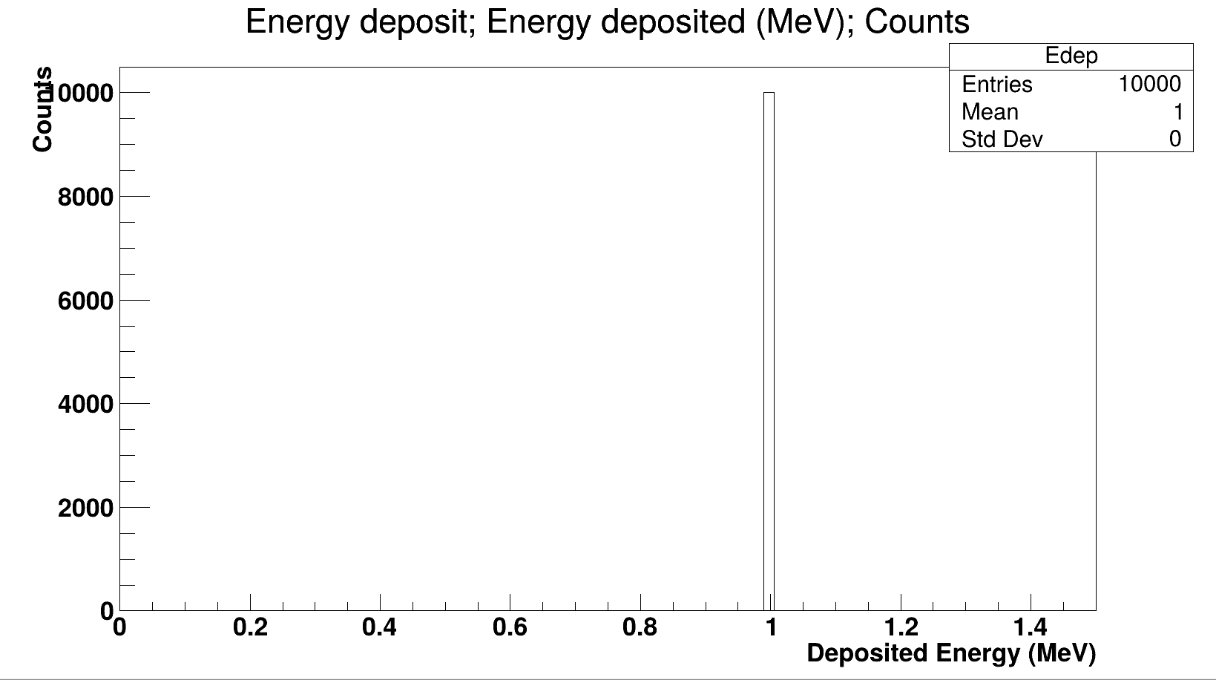 Energy deposit; Energy deposited (MeV); Counts
Edep
Entries 10000
Mean 1
Std Dev 0
Counts
10000
8000
6000
4000
2000
0
0 0.2 0.4 0.6 0.8 1 1.2 1.4
Deposited Energy (MeV)